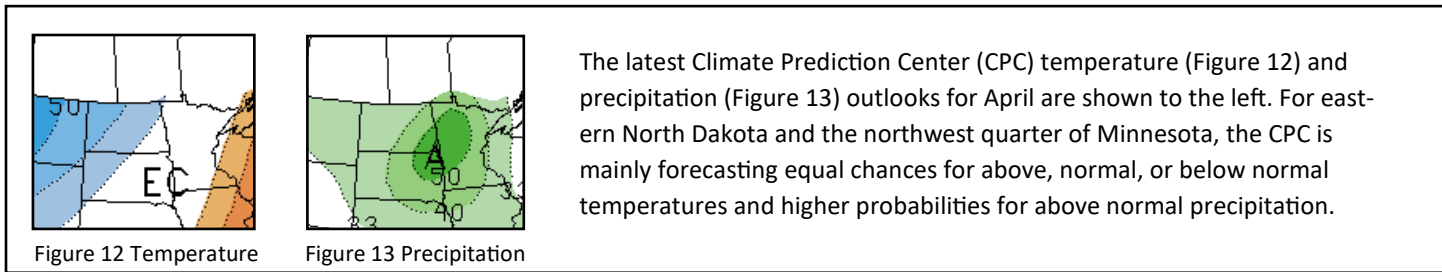 50
EC
A
50
40
33
3
Figure 12 Temperature
Figure 13 Precipitation
The latest Climate Prediction Center (CPC) temperature (Figure 12) and
precipitation (Figure 13) outlooks for April are shown to the left. For east-
ern North Dakota and the northwest quarter of Minnesota, the CPC is
mainly forecasting equal chances for above, normal, or below normal
temperatures and higher probabilities for above normal precipitation.